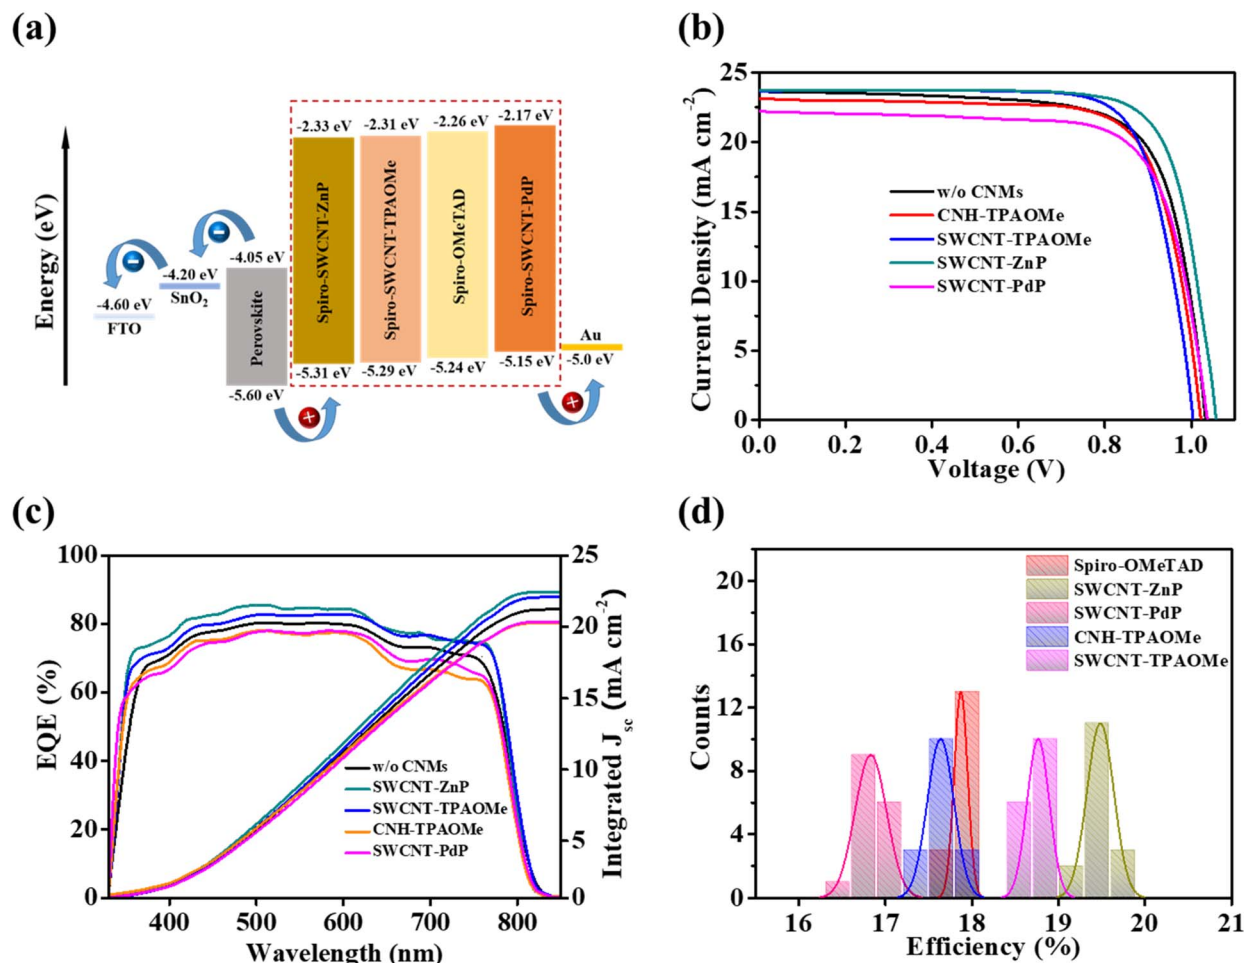 (a)
Energy (eV)
-4.60 eV
FTO
-4.20 eV
SnO₂
-4.05 eV
Perovskite
-5.60 eV
-2.33 eV
Spiro-SWCNT-ZnP
-5.31 eV
-2.31 eV
Spiro-SWCNT-TPAOMe
-5.29 eV
-2.26 eV
Spiro-OMeTAD
-5.24 eV
-2.17 eV
Spiro-SWCNT-PdP
-5.15 eV
Au
-5.0 eV
(b)
Current Density (mA cm⁻²)
25
20
15
10
5
0
w/o CNMs
CNH-TPAOMe
SWCNT-TPAOMe
SWCNT-ZnP
SWCNT-PdP
0.0 0.2 0.4 0.6 0.8 1.0
Voltage (V)
(c)
EQE (%)
100
80
60
40
20
0
w/o CNMs
SWCNT-ZnP
SWCNT-TPAOMe
CNH-TPAOMe
SWCNT-PdP
25
20
15
10
5
0
Integrated Jsc (mA cm⁻²)
400 500 600 700 800
Wavelength (nm)
(d)
Counts
20
16
12
8
4
0
Spiro-OMeTAD
SWCNT-ZnP
SWCNT-PdP
CNH-TPAOMe
SWCNT-TPAOMe
16 17 18 19 20 21
Efficiency (%)